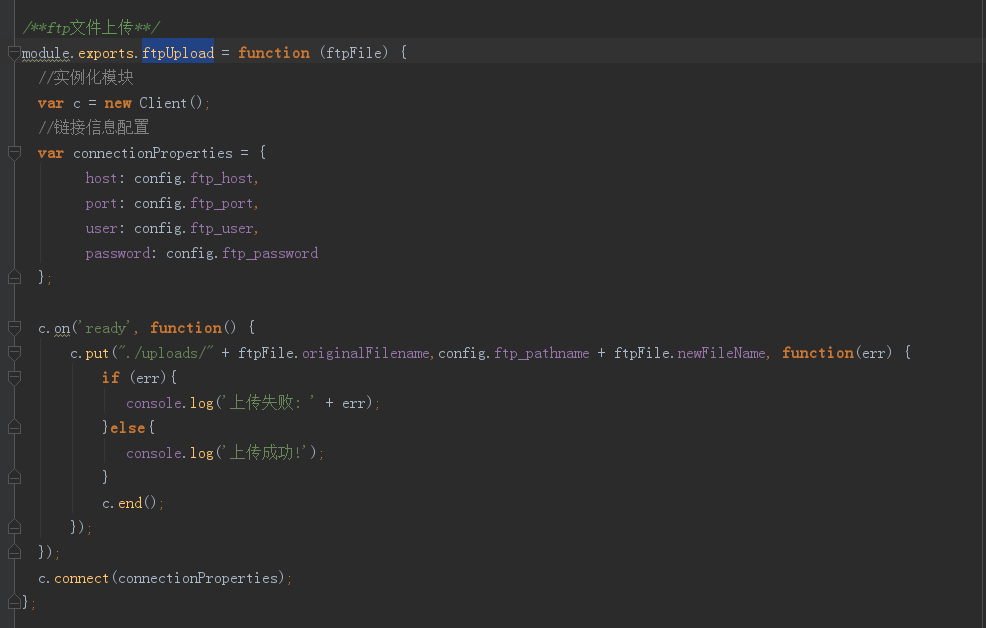 /**ftp文件上传**/
module.exports.ftpUpload = function (ftpFile) {
//实例化模块
var c = new Client();
//链接信息配置
var connectionProperties = {
host: config.ftp_host,
port: config.ftp_port,
user: config.ftp_user,
password: config.ftp_password
};
c.on('ready', function() {
c.put("./uploads/" + ftpFile.originalFilename,config.ftp_pathname + ftpFile.newFileName, function(err) {
if (err){
console.log('上传失败: ' + err);
}else{
console.log('上传成功!');
}
c.end();
});
});
c.connect(connectionProperties);
};